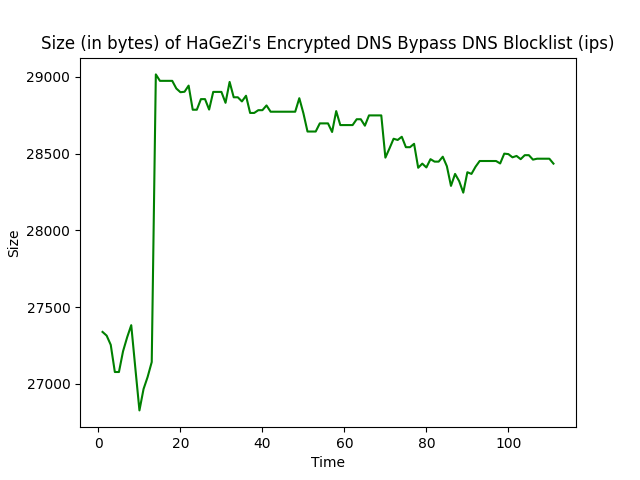 Size (in bytes) of HaGeZi's Encrypted DNS Bypass DNS Blocklist (ips)
29000
28500
28000
27500
27000
Size
0 20 40 60 80 100
Time